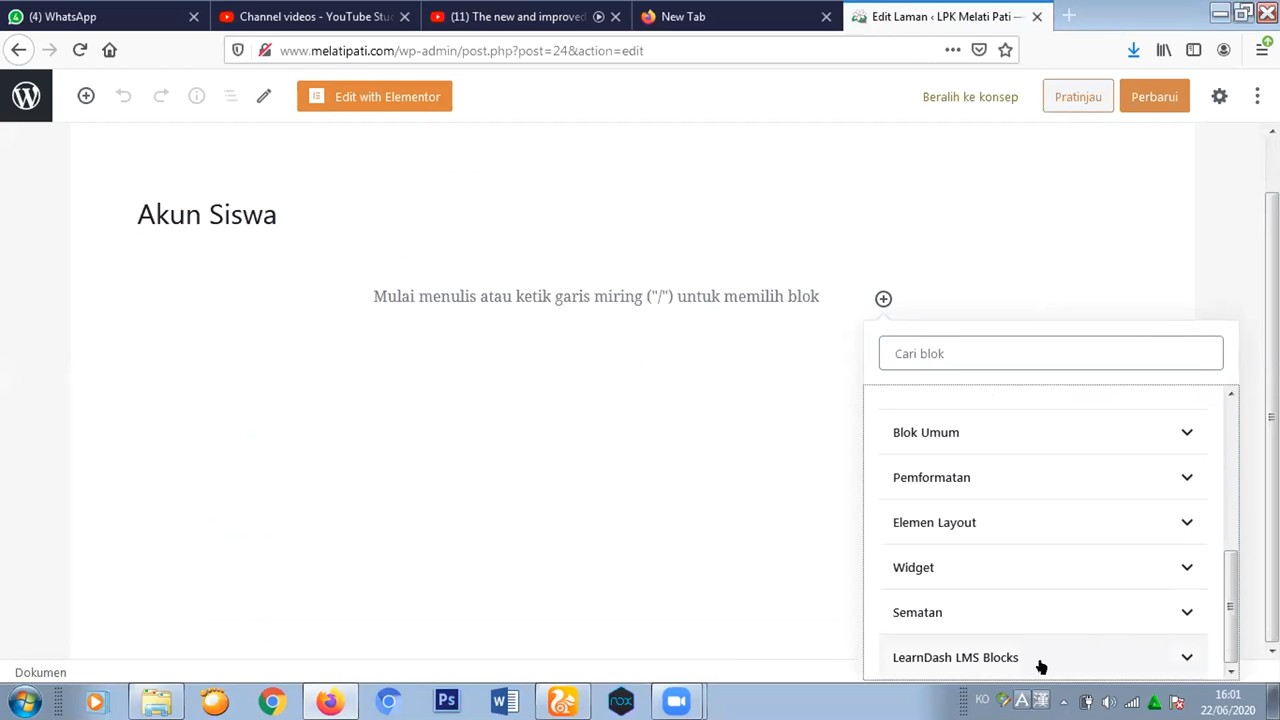 (4) WhatsApp
Channel videos - YouTube Stu
(11) The new and improved
New Tab
Edit Laman ‹ LPK Melati Pati —
www.melatipati.com/wp-admin/post.php?post=24&action=edit
Edit with Elementor
Beralih ke konsep
Pratinjau
Perbarui
Akun Siswa
Mulai menulis atau ketik garis miring ("/") untuk memilih blok
Cari blok
Blok Umum
Pemformatan
Elemen Layout
Widget
Sematan
LearnDash LMS Blocks
Dokumen
Ps
KO
A
漢
16:01
22/06/2020